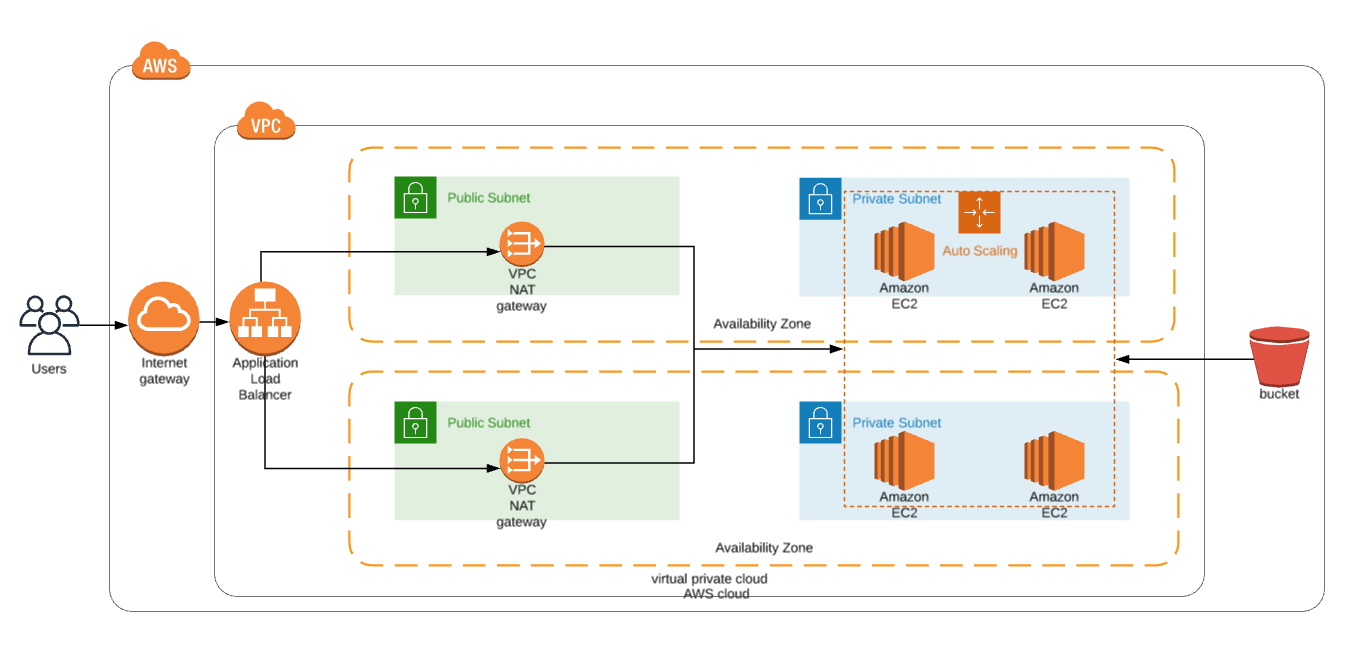 AWS
VPC
Public Subnet
VPC
NAT
gateway
Private Subnet
Auto Scaling
Amazon
EC2
Amazon
EC2
Availability Zone
Users
Internet
gateway
Application
Load
Balancer
bucket
Public Subnet
VPC
NAT
gateway
Private Subnet
Amazon
EC2
Amazon
EC2
Availability Zone
virtual private cloud
AWS cloud